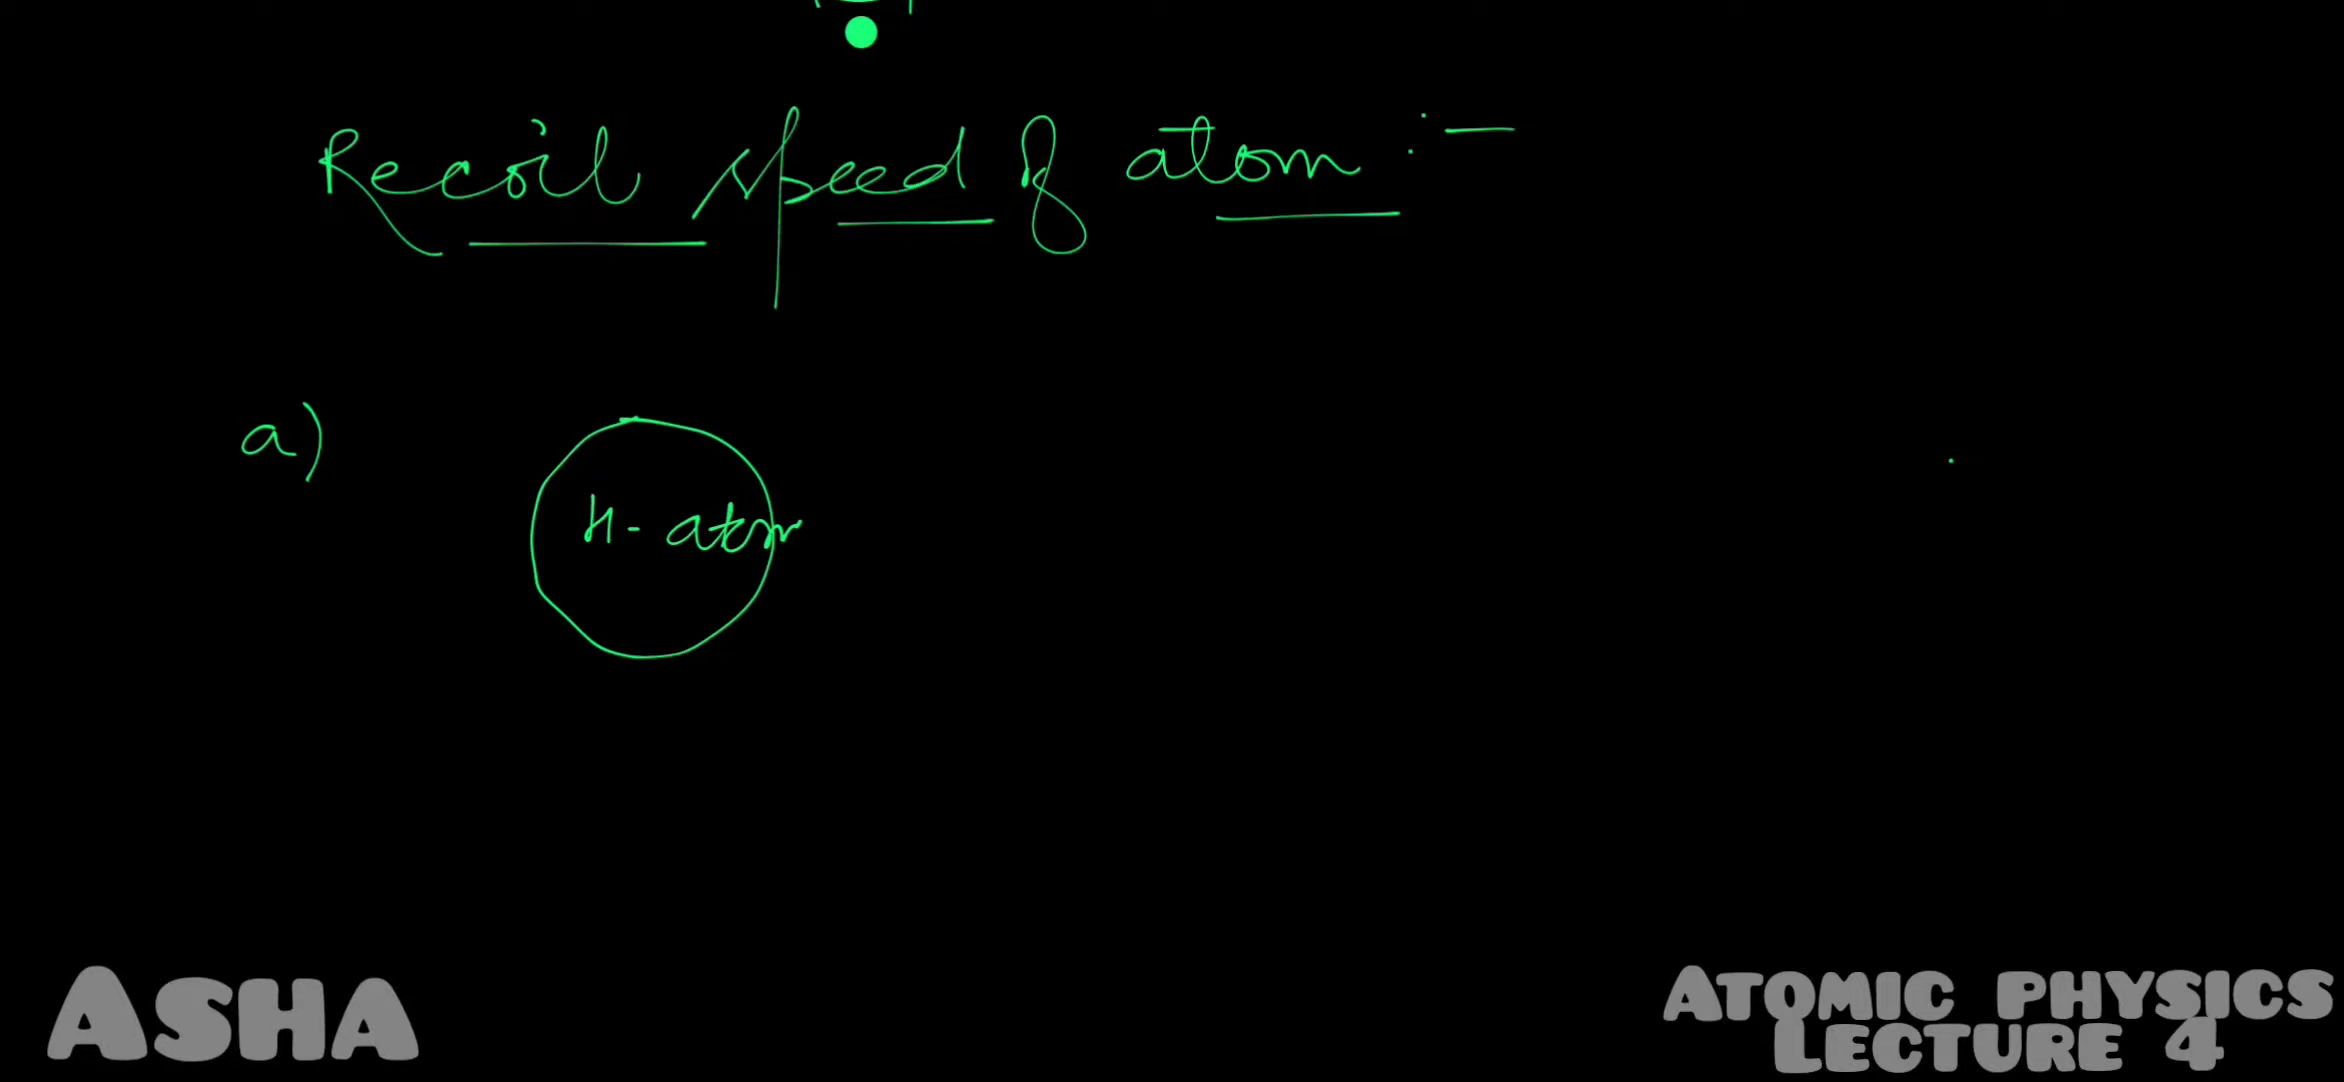 Recoil speed of atom :-
a)
H-atom
ASHA
ATOMIC PHYSICS
LECTURE 4